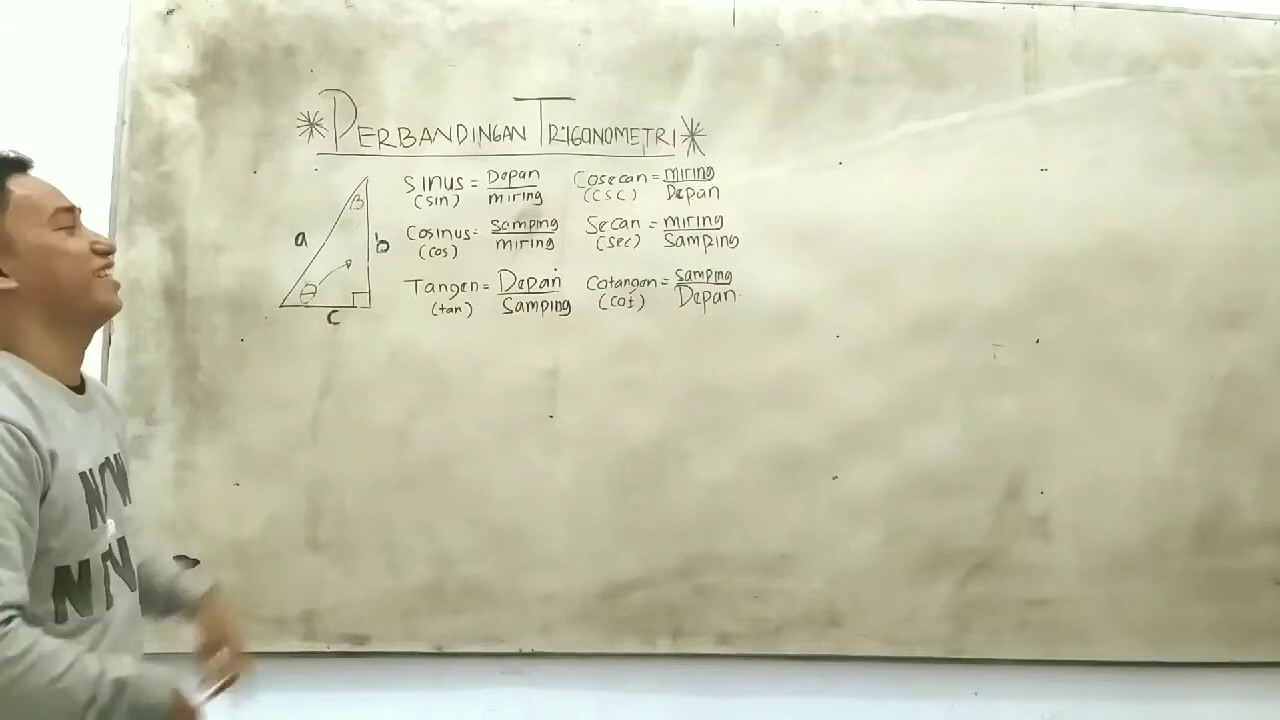 * PERBANDINGAN TRIGONOMETRI *
Sinus = Depan / miring
(sin)
Cosecan = miring / Depan
(CSC)
Cosinus = samping / miring
(cos)
Secan = miring / Samping
(sec)
Tangen = Depan / Samping
(tan)
Cotangen = samping / Depan
(cot)
a
b
c
θ
B